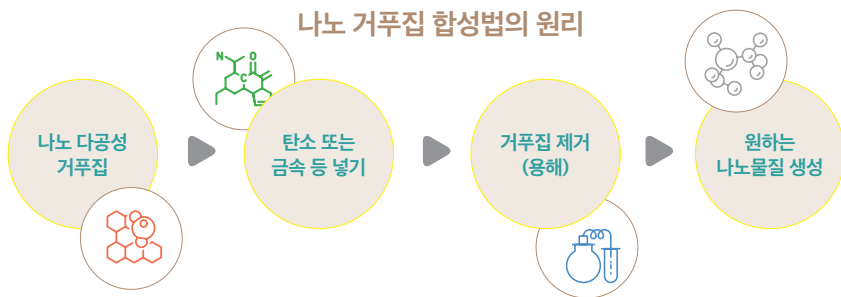 나노 거푸집 합성법의 원리
나노 다공성
거푸집
N
O
C
탄소 또는
금속 등 넣기
거푸집 제거
(용해)
원하는
나노물질 생성